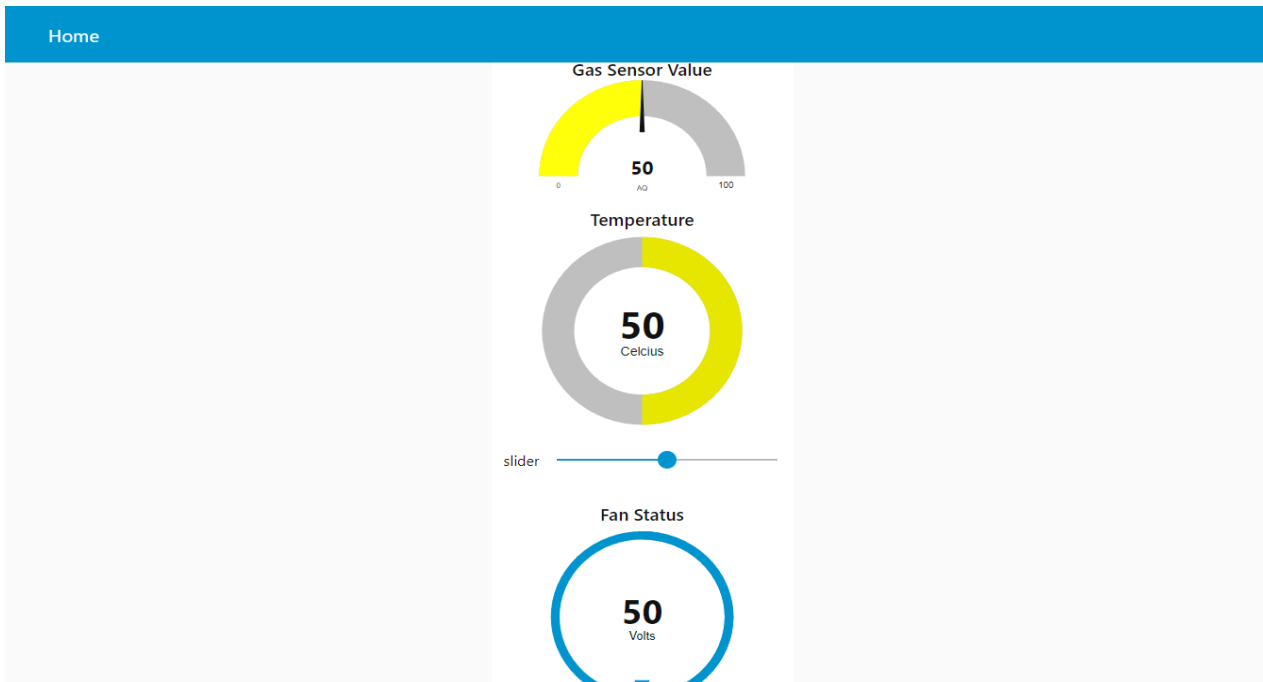 Home
Gas Sensor Value
50
0 AQ 100
Temperature
50
Celcius
slider
Fan Status
50
Volts